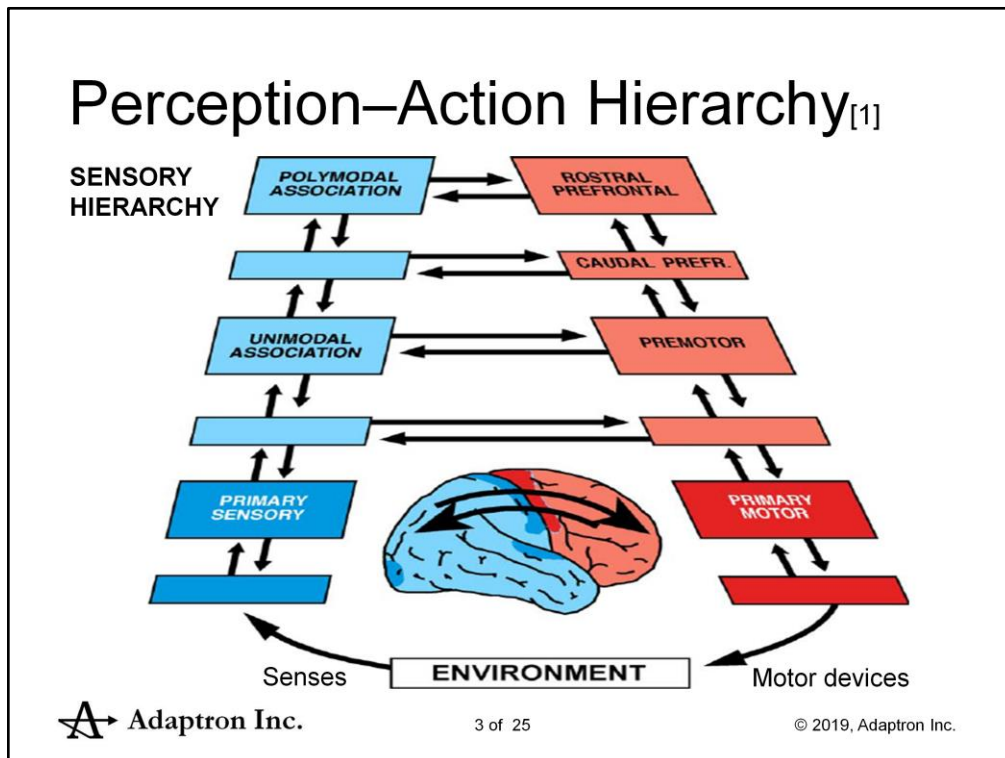 Perception–Action Hierarchy[1]
SENSORY
HIERARCHY
POLYMODAL
ASSOCIATION
ROSTRAL
PREFRONTAL
CAUDAL PREFR.
UNIMODAL
ASSOCIATION
PREMOTOR
PRIMARY
SENSORY
PRIMARY
MOTOR
Senses
ENVIRONMENT
Motor devices
Adaptron Inc.
3 of 25
© 2019, Adaptron Inc.